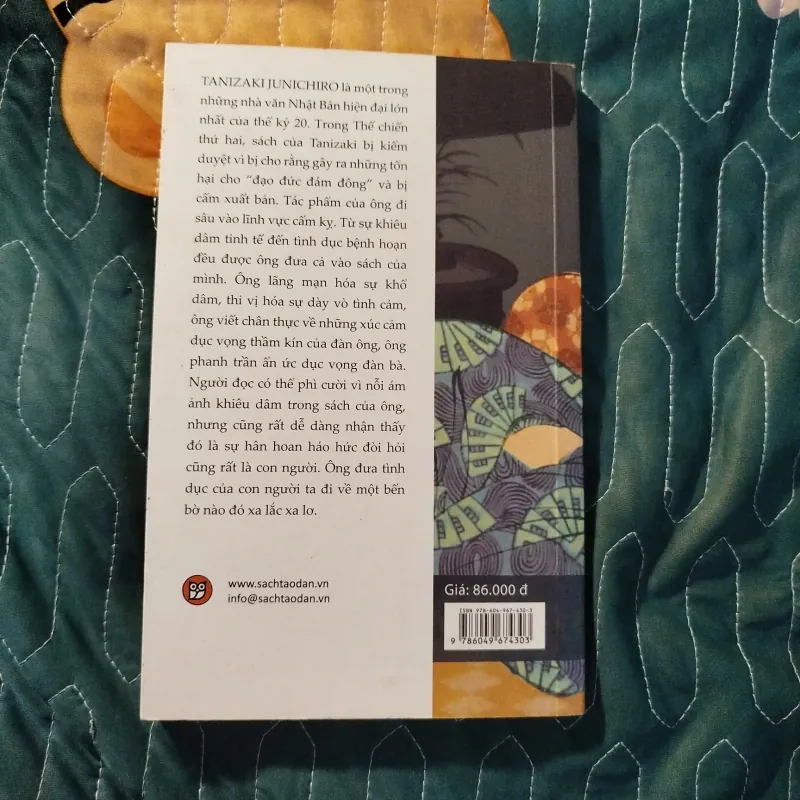 TANIZAKI JUNICHIRO là một trong
những nhà văn Nhật Bản hiện đại lớn
nhất của thế kỷ 20. Trong Thế chiến
thứ hai, sách của Tanizaki bị kiểm
duyệt vì bị cho rằng gây ra những tổn
hại cho “đạo đức đám đông” và bị
cấm xuất bản. Tác phẩm của ông đi
sâu vào lĩnh vực cấm kỵ. Từ sự khiêu
dâm tinh tế đến tình dục bệnh hoạn
đều được ông đưa cả vào sách của
mình. Ông lãng mạn hóa sự khổ
dâm, thi vị hóa sự dày vò tình cảm,
ông viết chân thực về những xúc cảm
dục vọng thầm kín của đàn ông, ông
phanh trần ẩn ức dục vọng đàn bà.
Người đọc có thể phì cười vì nỗi ám
ảnh khiêu dâm trong sách của ông,
nhưng cũng rất dễ dàng nhận thấy
đó là sự hân hoan háo hức đòi hỏi
cũng rất là con người. Ông đưa tình
dục của con người ta đi về một bến
bờ nào đó xa lắc xa lơ.
www.sachtaodan.vn
info@sachtaodan.vn
Giá: 86.000 đ
ISBN 978-604-967-430-3
9 786049 674303